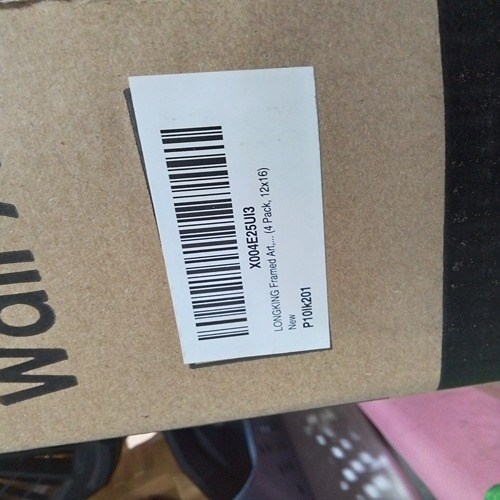 Wall
X004E25UI3
LONGKING Framed Art,... (4 Pack, 12x16)
New
P10lk201